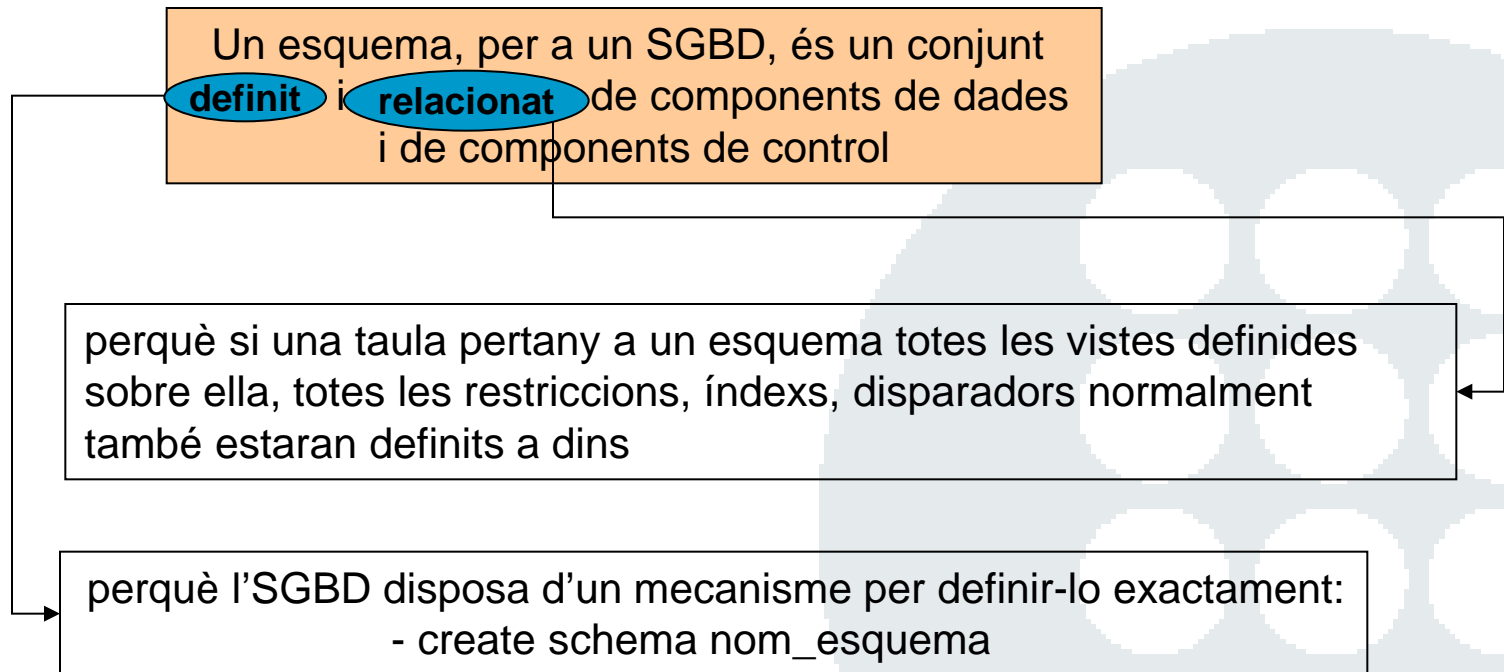 Un esquema, per a un SGBD, és un conjunt
definit i relacionat de components de dades
i de components de control
perquè si una taula pertany a un esquema totes les vistes definides
sobre ella, totes les restriccions, índexs, disparadors normalment
també estaran definits a dins
perquè l’SGBD disposa d’un mecanisme per definir-lo exactament:
- create schema nom_esquema